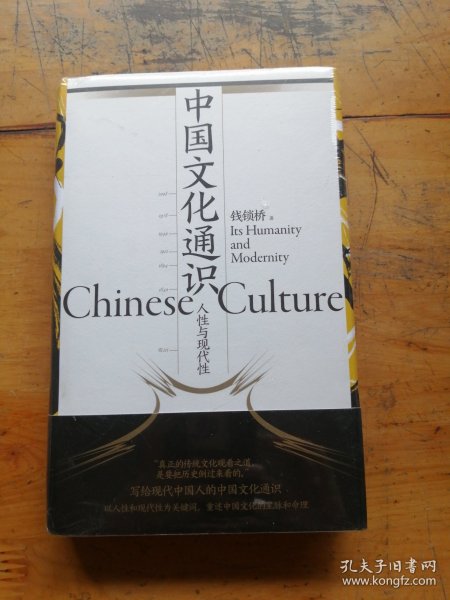 中国文化通识
钱锁桥 著
Its Humanity
and
Modernity
Chinese Culture
人性与现代性
“真正的传统文化观看之道，
是要把历史倒过来看的。”
写给现代中国人的中国文化通识
以人性和现代性为关键词，重述中国文化的血脉和命理
孔夫子旧书网
www.kongfz.com